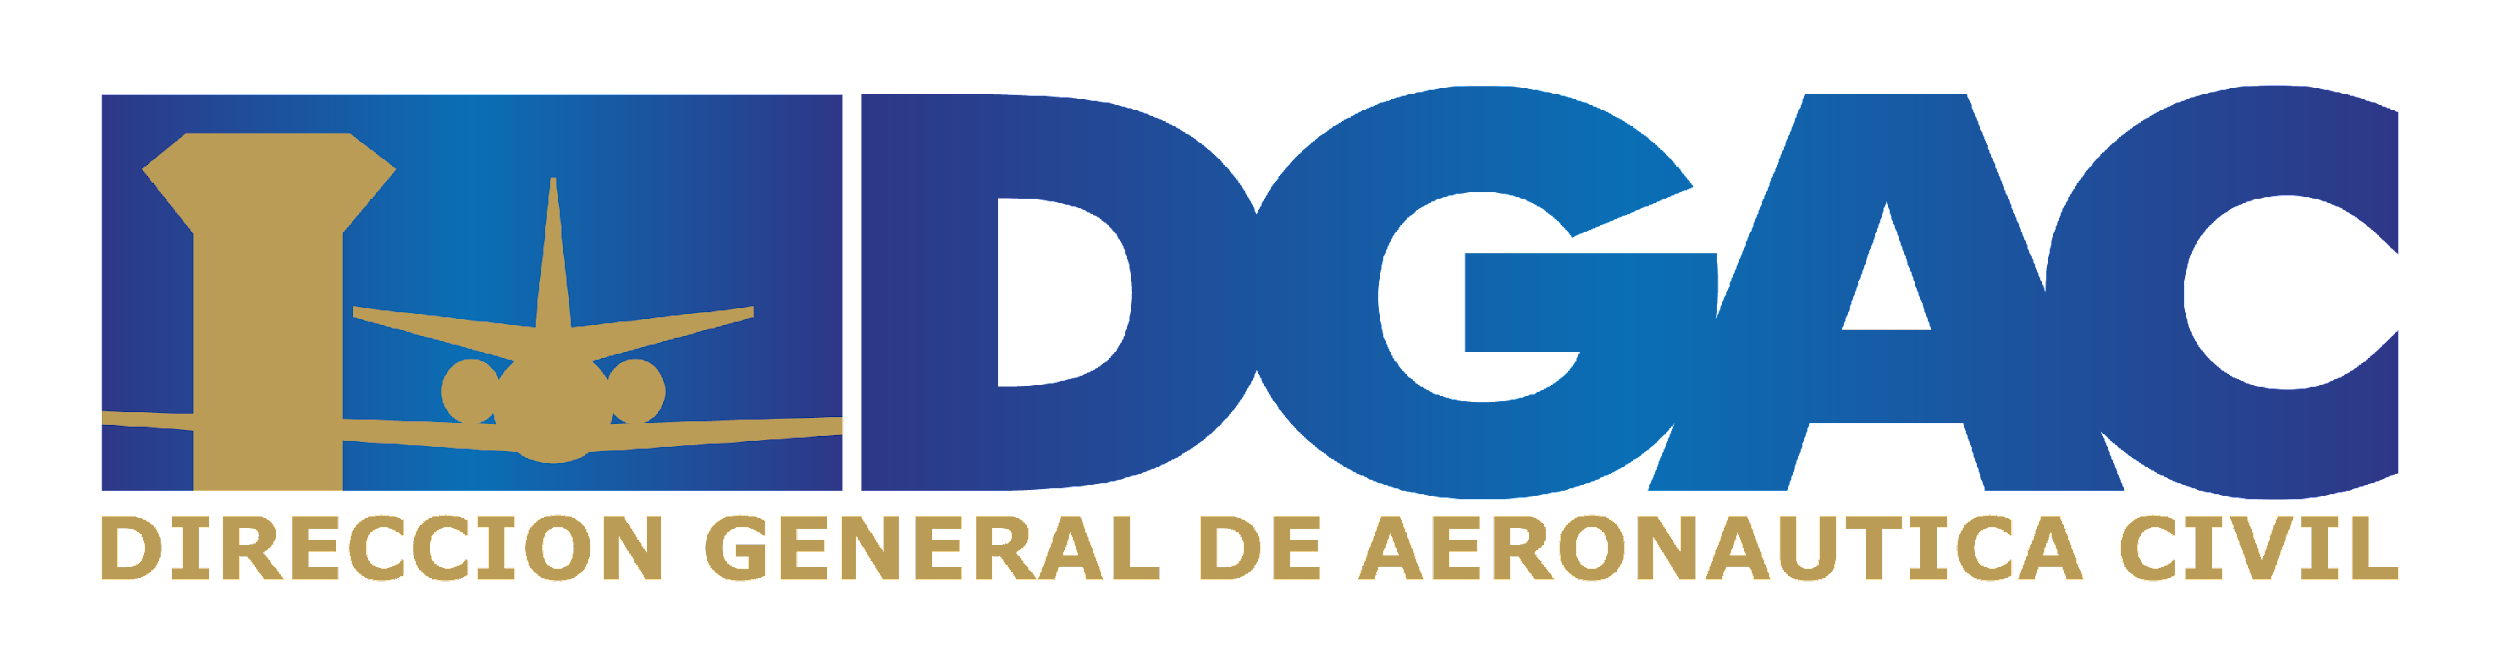 DGAC
DIRECCION GENERAL DE AERONAUTICA CIVIL